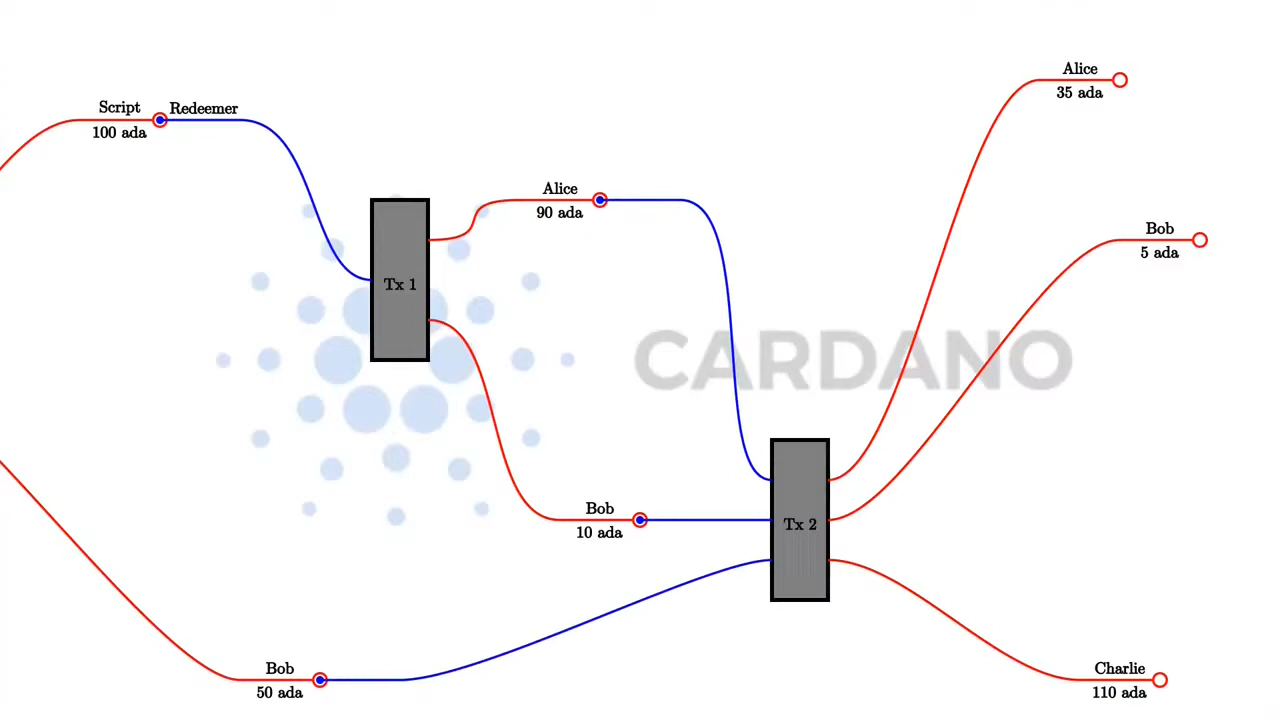 Alice
35 ada
Script
Redeemer
100 ada
Alice
90 ada
Bob
5 ada
Tx 1
CARDANO
Bob
10 ada
Tx 2
Bob
50 ada
Charlie
110 ada